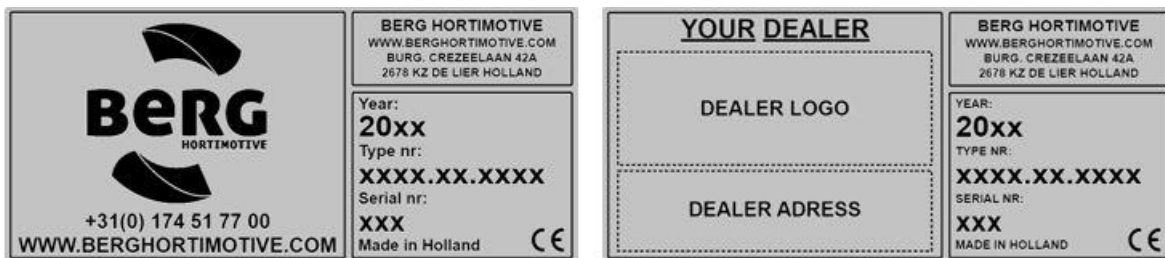 BERG
HORTIMOTIVE
+31(0) 174 51 77 00
WWW.BERGHORTIMOTIVE.COM
BERG HORTIMOTIVE
WWW.BERGHORTIMOTIVE.COM
BURG. CREZEELAAN 42A
2678 KZ DE LIER HOLLAND
Year:
20xx
Type nr:
xxxx.xx.xxxx
Serial nr:
xxx
Made in Holland CE
YOUR DEALER
DEALER LOGO
DEALER ADRESS
BERG HORTIMOTIVE
WWW.BERGHORTIMOTIVE.COM
BURG. CREZEELAAN 42A
2678 KZ DE LIER HOLLAND
YEAR:
20xx
TYPE NR:
xxxx.xx.xxxx
SERIAL NR:
xxx
MADE IN HOLLAND CE